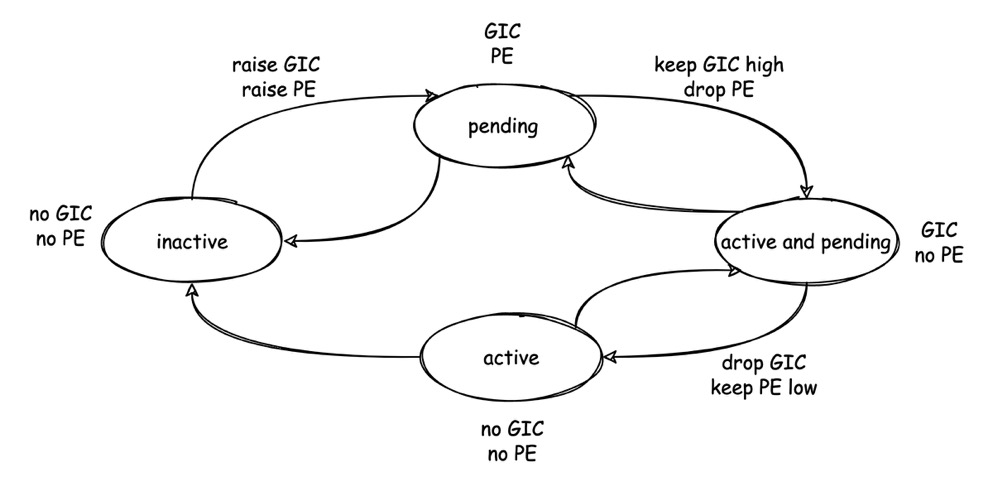 GIC
PE
raise GIC
raise PE
keep GIC high
drop PE
pending
no GIC
no PE
inactive
active and pending
GIC
no PE
active
drop GIC
keep PE low
no GIC
no PE